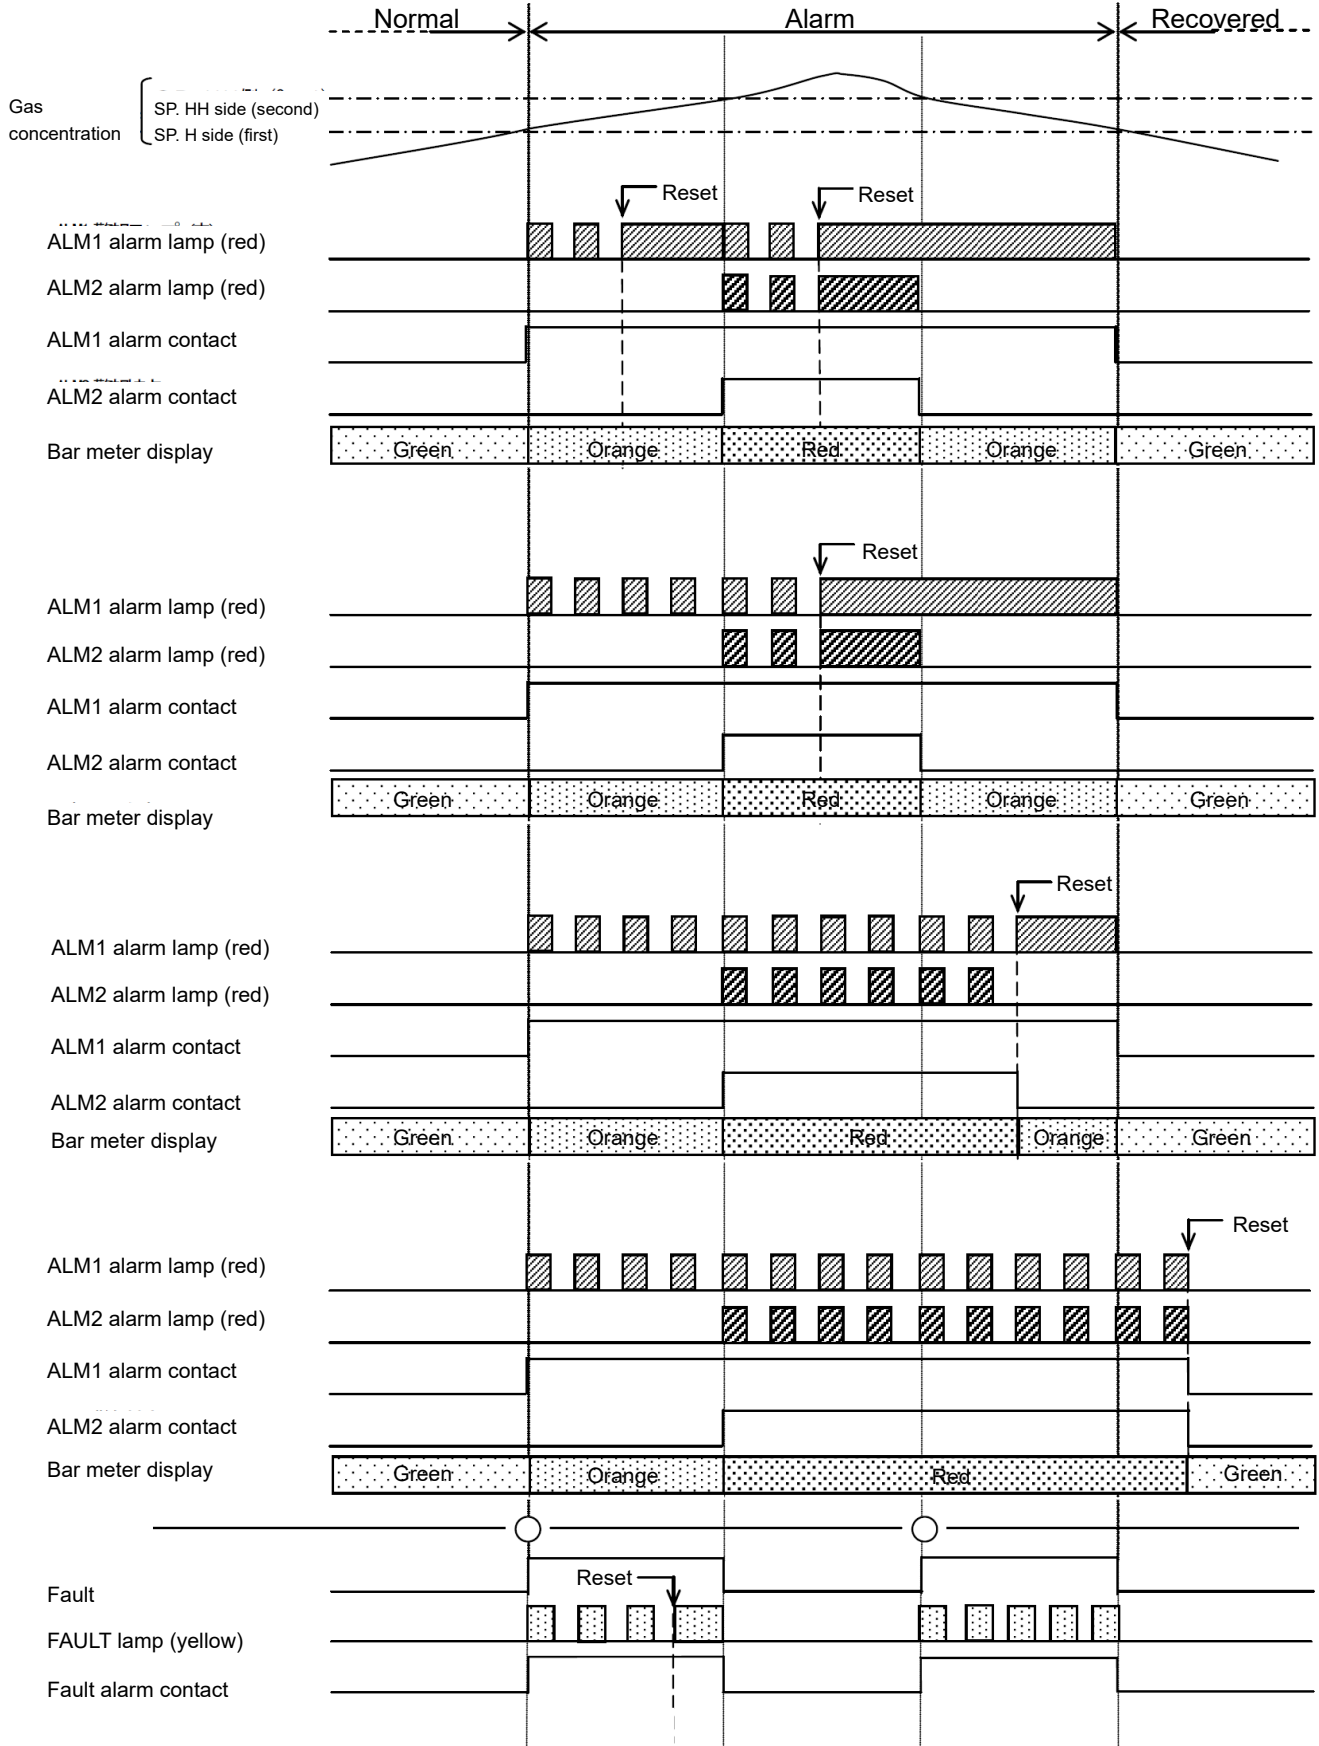 Normal
Alarm
Recovered
Gas
concentration
SP. HH side (second)
SP. H side (first)
Reset
Reset
ALM1 alarm lamp (red)
ALM2 alarm lamp (red)
ALM1 alarm contact
ALM2 alarm contact
Bar meter display
Green
Orange
Red
Orange
Green
Reset
ALM1 alarm lamp (red)
ALM2 alarm lamp (red)
ALM1 alarm contact
ALM2 alarm contact
Bar meter display
Green
Orange
Red
Orange
Green
Reset
ALM1 alarm lamp (red)
ALM2 alarm lamp (red)
ALM1 alarm contact
ALM2 alarm contact
Bar meter display
Green
Orange
Red
Orange
Green
Reset
ALM1 alarm lamp (red)
ALM2 alarm lamp (red)
ALM1 alarm contact
ALM2 alarm contact
Bar meter display
Green
Orange
Red
Green
Reset
Fault
FAULT lamp (yellow)
Fault alarm contact